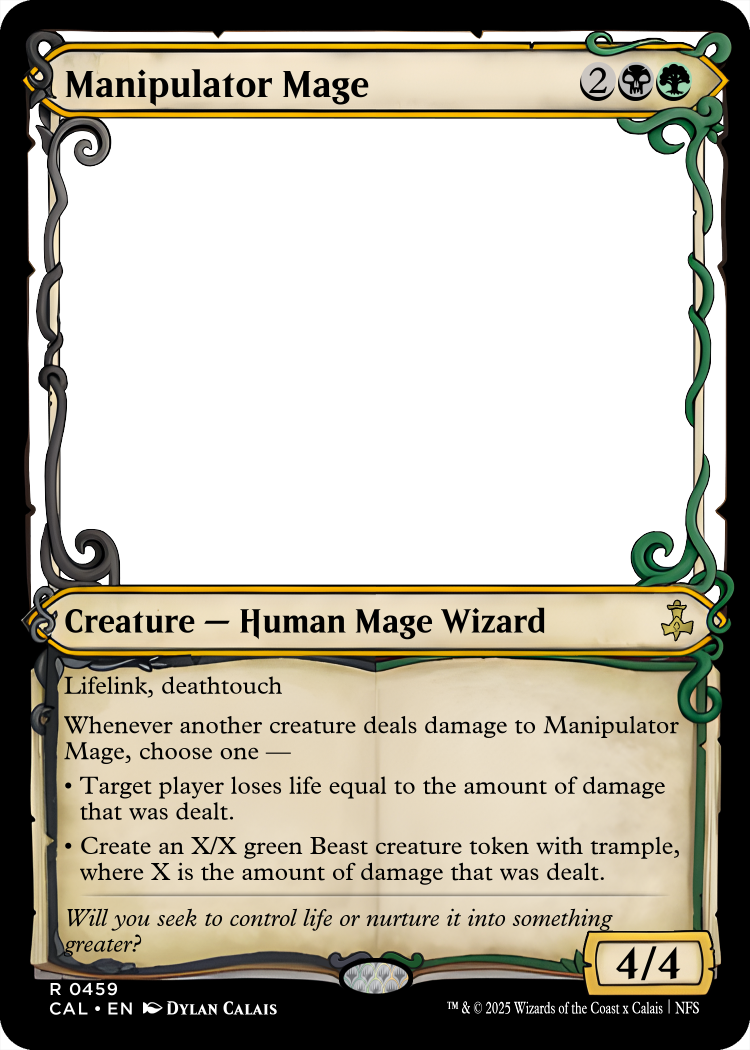 Manipulator Mage 2
Creature — Human Mage Wizard
Lifelink, deathtouch
Whenever another creature deals damage to Manipulator
Mage, choose one —
• Target player loses life equal to the amount of damage
that was dealt.
• Create an X/X green Beast creature token with trample,
where X is the amount of damage that was dealt.
Will you seek to control life or nurture it into something
greater?
4/4
R 0459
CAL • EN DYLAN CALAIS
™ & © 2025 Wizards of the Coast x Calais | NFS